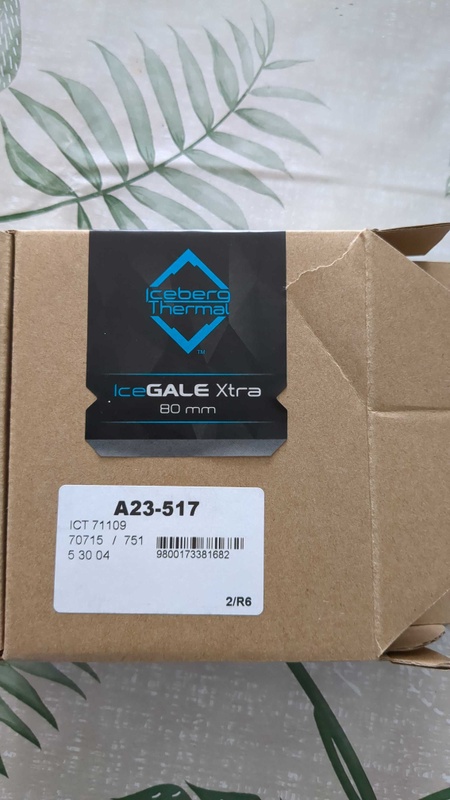 Iceberg
Thermal
TM
IceGALE Xtra
80 mm
A23-517
ICT 71109
70715 / 751
5 30 04
9800173381682
2/R6